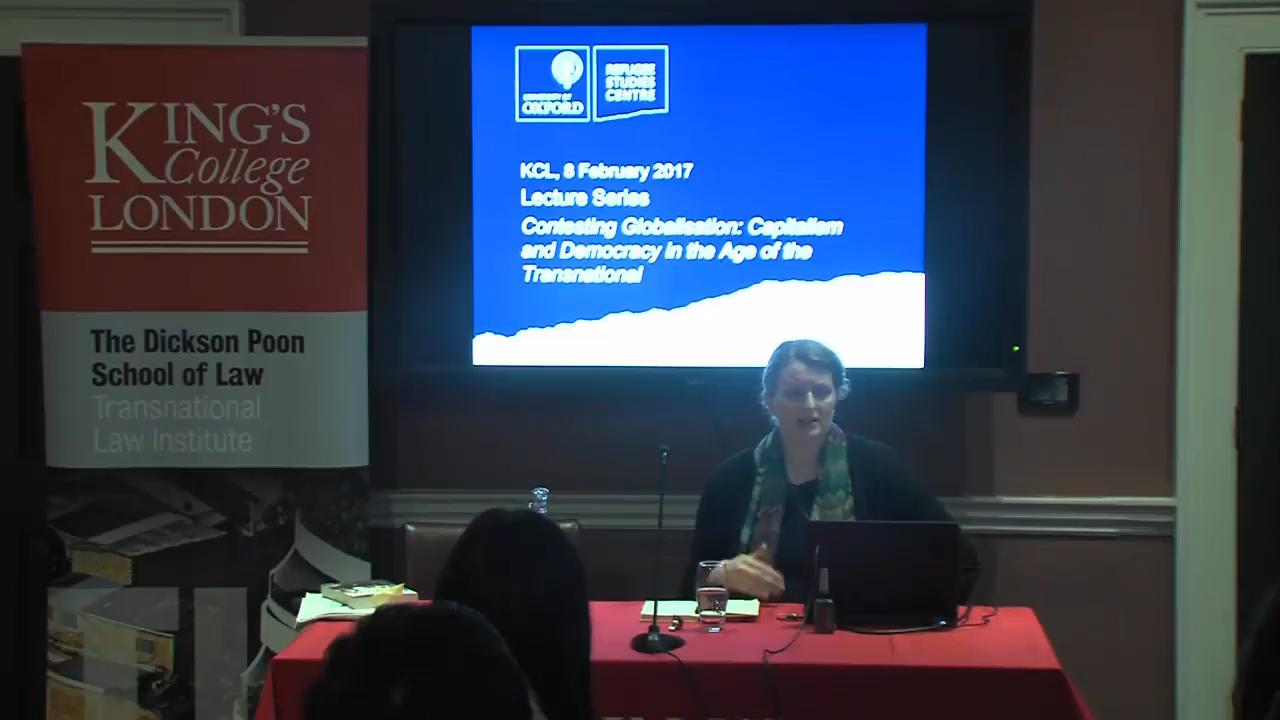 KING'S
College
LONDON
The Dickson Poon
School of Law
Transnational
Law Institute
UNIVERSITY OF
OXFORD
REFUGEE
STUDIES
CENTRE
KCL, 8 February 2017
Lecture Series
Contesting Globalisation: Capitalism
and Democracy in the Age of the
Transnational